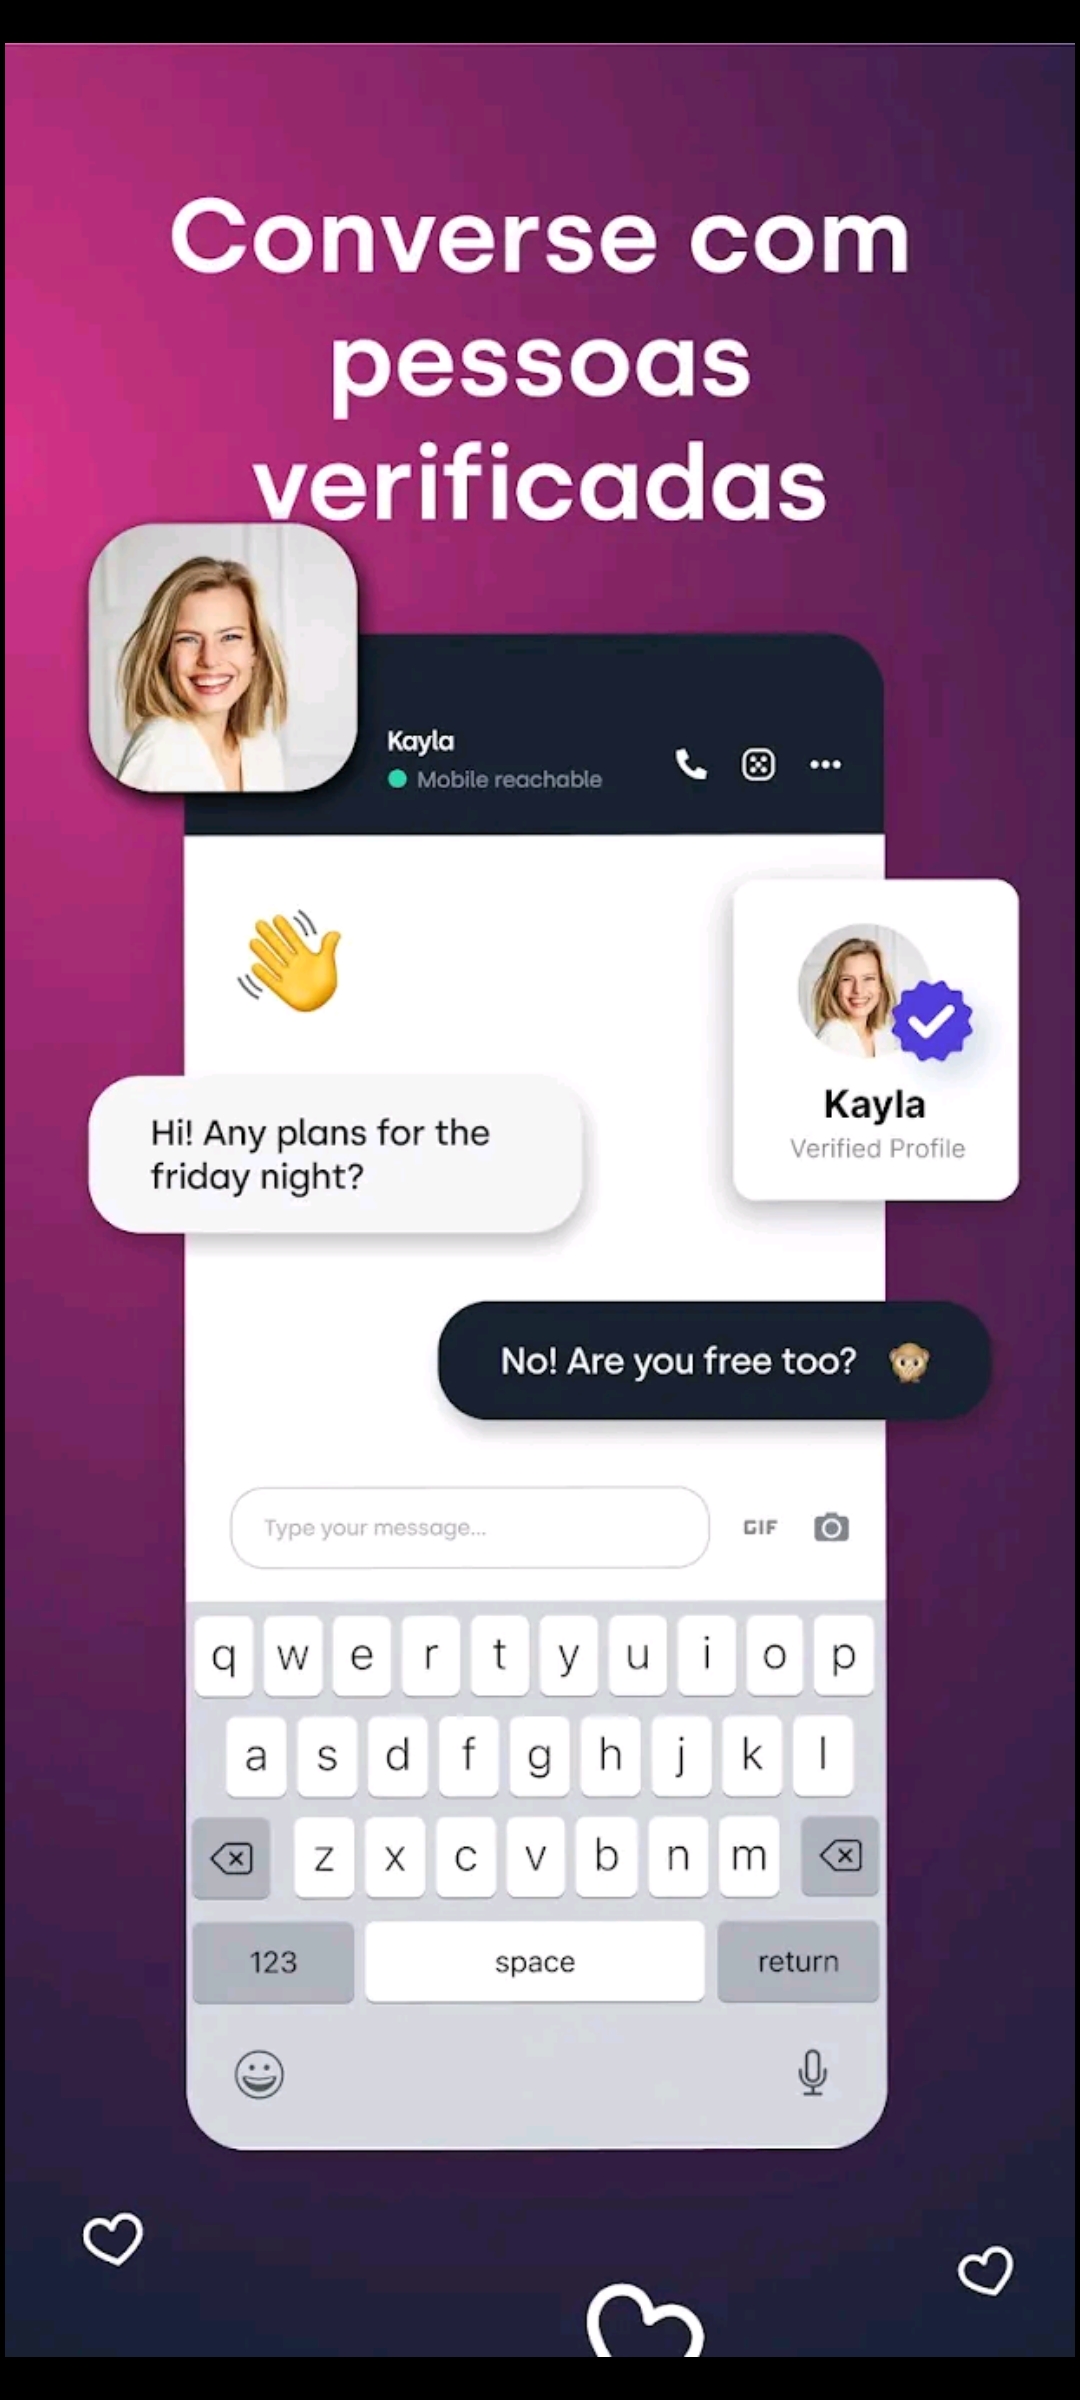 Converse com
pessoas
verificadas
Kayla
Mobile reachable
Kayla
Verified Profile
Hi! Any plans for the
friday night?
No! Are you free too?
Type your message...
GIF
q w e r t y u i o p
a s d f g h j k l
z x c v b n m
123 space return